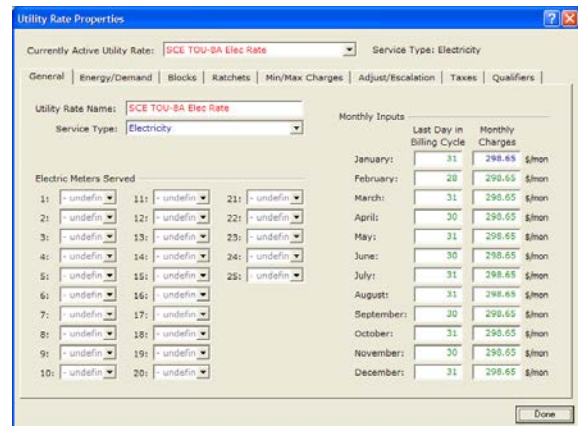 Utility Rate Properties
Currently Active Utility Rate: SCE TOU-8A Elec Rate Service Type: Electricity
General Energy/Demand Blocks Ratchets Min/Max Charges Adjust/Escalation Taxes Qualifiers
Utility Rate Name: SCE TOU-8A Elec Rate
Service Type: Electricity
Electric Meters Served
1: - undefin 11: - undefin 21: - undefin
2: - undefin 12: - undefin 22: - undefin
3: - undefin 13: - undefin 23: - undefin
4: - undefin 14: - undefin 24: - undefin
5: - undefin 15: - undefin 25: - undefin
6: - undefin 16: - undefin
7: - undefin 17: - undefin
8: - undefin 18: - undefin
9: - undefin 19: - undefin
10: - undefin 20: - undefin
Monthly Inputs
Last Day in Monthly
Billing Cycle Charges
January: 31 298.65 $/mon
February: 28 298.65 $/mon
March: 31 298.65 $/mon
April: 30 298.65 $/mon
May: 31 298.65 $/mon
June: 30 298.65 $/mon
July: 31 298.65 $/mon
August: 31 298.65 $/mon
September: 30 298.65 $/mon
October: 31 298.65 $/mon
November: 30 298.65 $/mon
December: 31 298.65 $/mon
Done